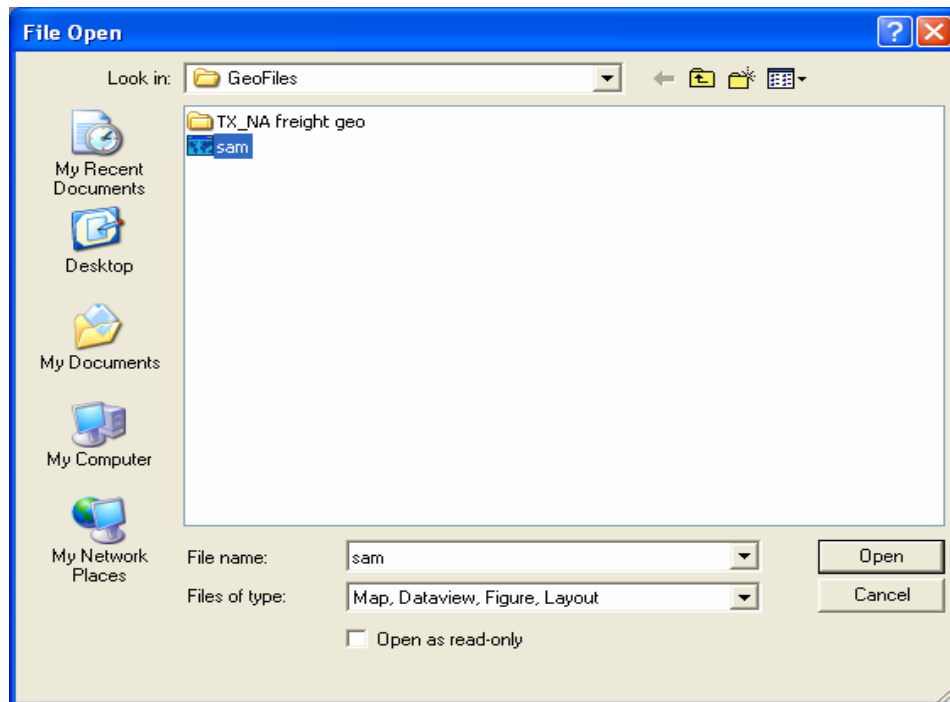 File Open
Look in:
GeoFiles
TX_NA freight geo
sam
My Recent
Documents
Desktop
My Documents
My Computer
My Network
Places
File name:
sam
Open
Files of type:
Map, Dataview, Figure, Layout
Cancel
Open as read-only